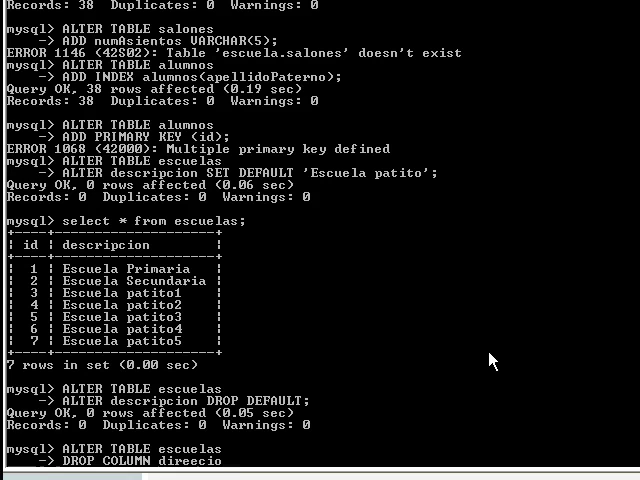 Records: 38  Duplicates: 0  Warnings: 0
mysql> ALTER TABLE salones
    -> ADD numAsientos VARCHAR(5);
ERROR 1146 (42S02): Table 'escuela.salones' doesn't exist
mysql> ALTER TABLE alumnos
    -> ADD INDEX alumnos(apellidoPaterno);
Query OK, 38 rows affected (0.19 sec)
Records: 38  Duplicates: 0  Warnings: 0
mysql> ALTER TABLE alumnos
    -> ADD PRIMARY KEY (id);
ERROR 1068 (42000): Multiple primary key defined
mysql> ALTER TABLE escuelas
    -> ALTER descripcion SET DEFAULT 'Escuela patito';
Query OK, 0 rows affected (0.06 sec)
Records: 0  Duplicates: 0  Warnings: 0
mysql> select * from escuelas;
+----+--------------------+
| id | descripcion        |
+----+--------------------+
|  1 | Escuela Primaria   |
|  2 | Escuela Secundaria |
|  3 | Escuela patito1    |
|  4 | Escuela patito2    |
|  5 | Escuela patito3    |
|  6 | Escuela patito4    |
|  7 | Escuela patito5    |
+----+--------------------+
7 rows in set (0.00 sec)
mysql> ALTER TABLE escuelas
    -> ALTER descripcion DROP DEFAULT;
Query OK, 0 rows affected (0.05 sec)
Records: 0  Duplicates: 0  Warnings: 0
mysql> ALTER TABLE escuelas
    -> DROP COLUMN direecio